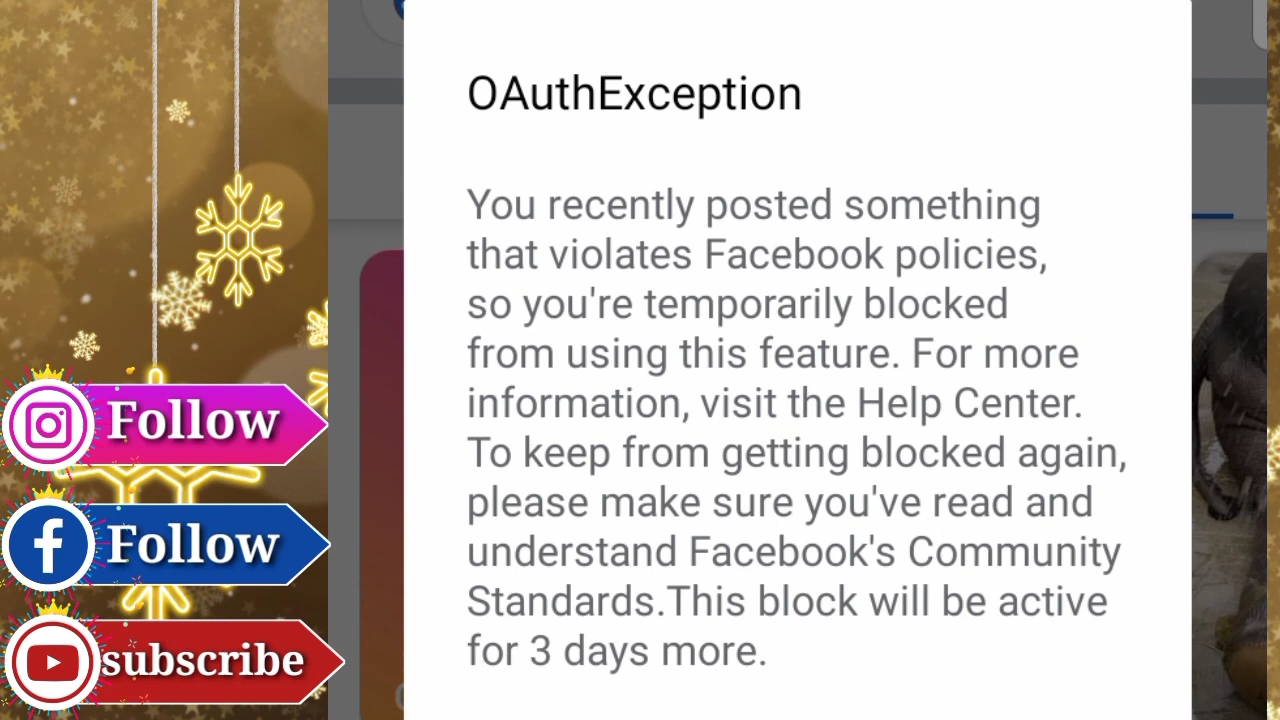 OAuthException
You recently posted something
that violates Facebook policies,
so you're temporarily blocked
from using this feature. For more
information, visit the Help Center.
To keep from getting blocked again,
please make sure you've read and
understand Facebook's Community
Standards.This block will be active
for 3 days more.
Follow
Follow
subscribe